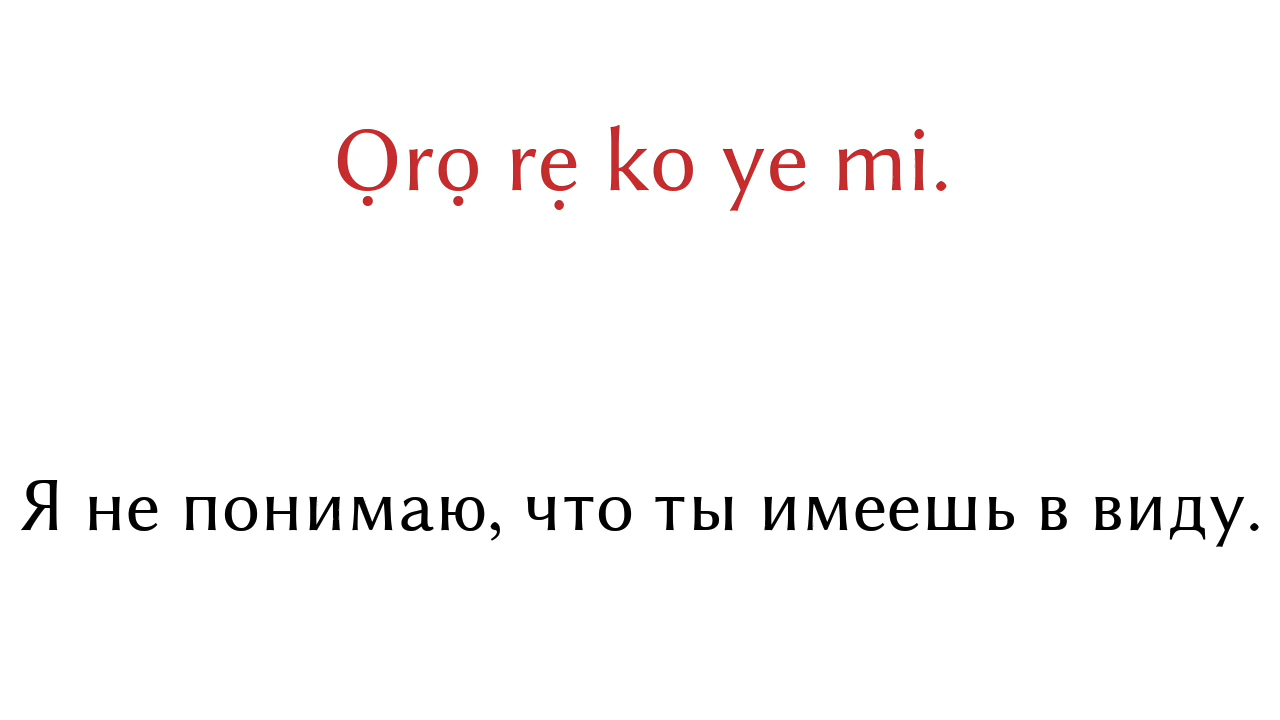 Ọrọ rẹ ko ye mi.
Я не понимаю, что ты имеешь в виду.